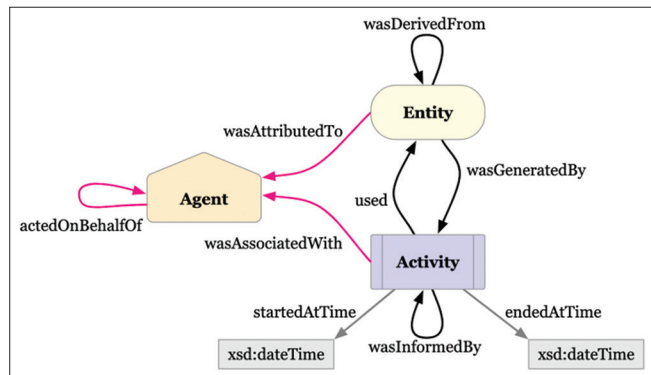 wasDerivedFrom
Entity
wasAttributedTo
wasGeneratedBy
used
Agent
actedOnBehalfOf
wasAssociatedWith
Activity
startedAtTime
endedAtTime
wasInformedBy
xsd:dateTime
xsd:dateTime